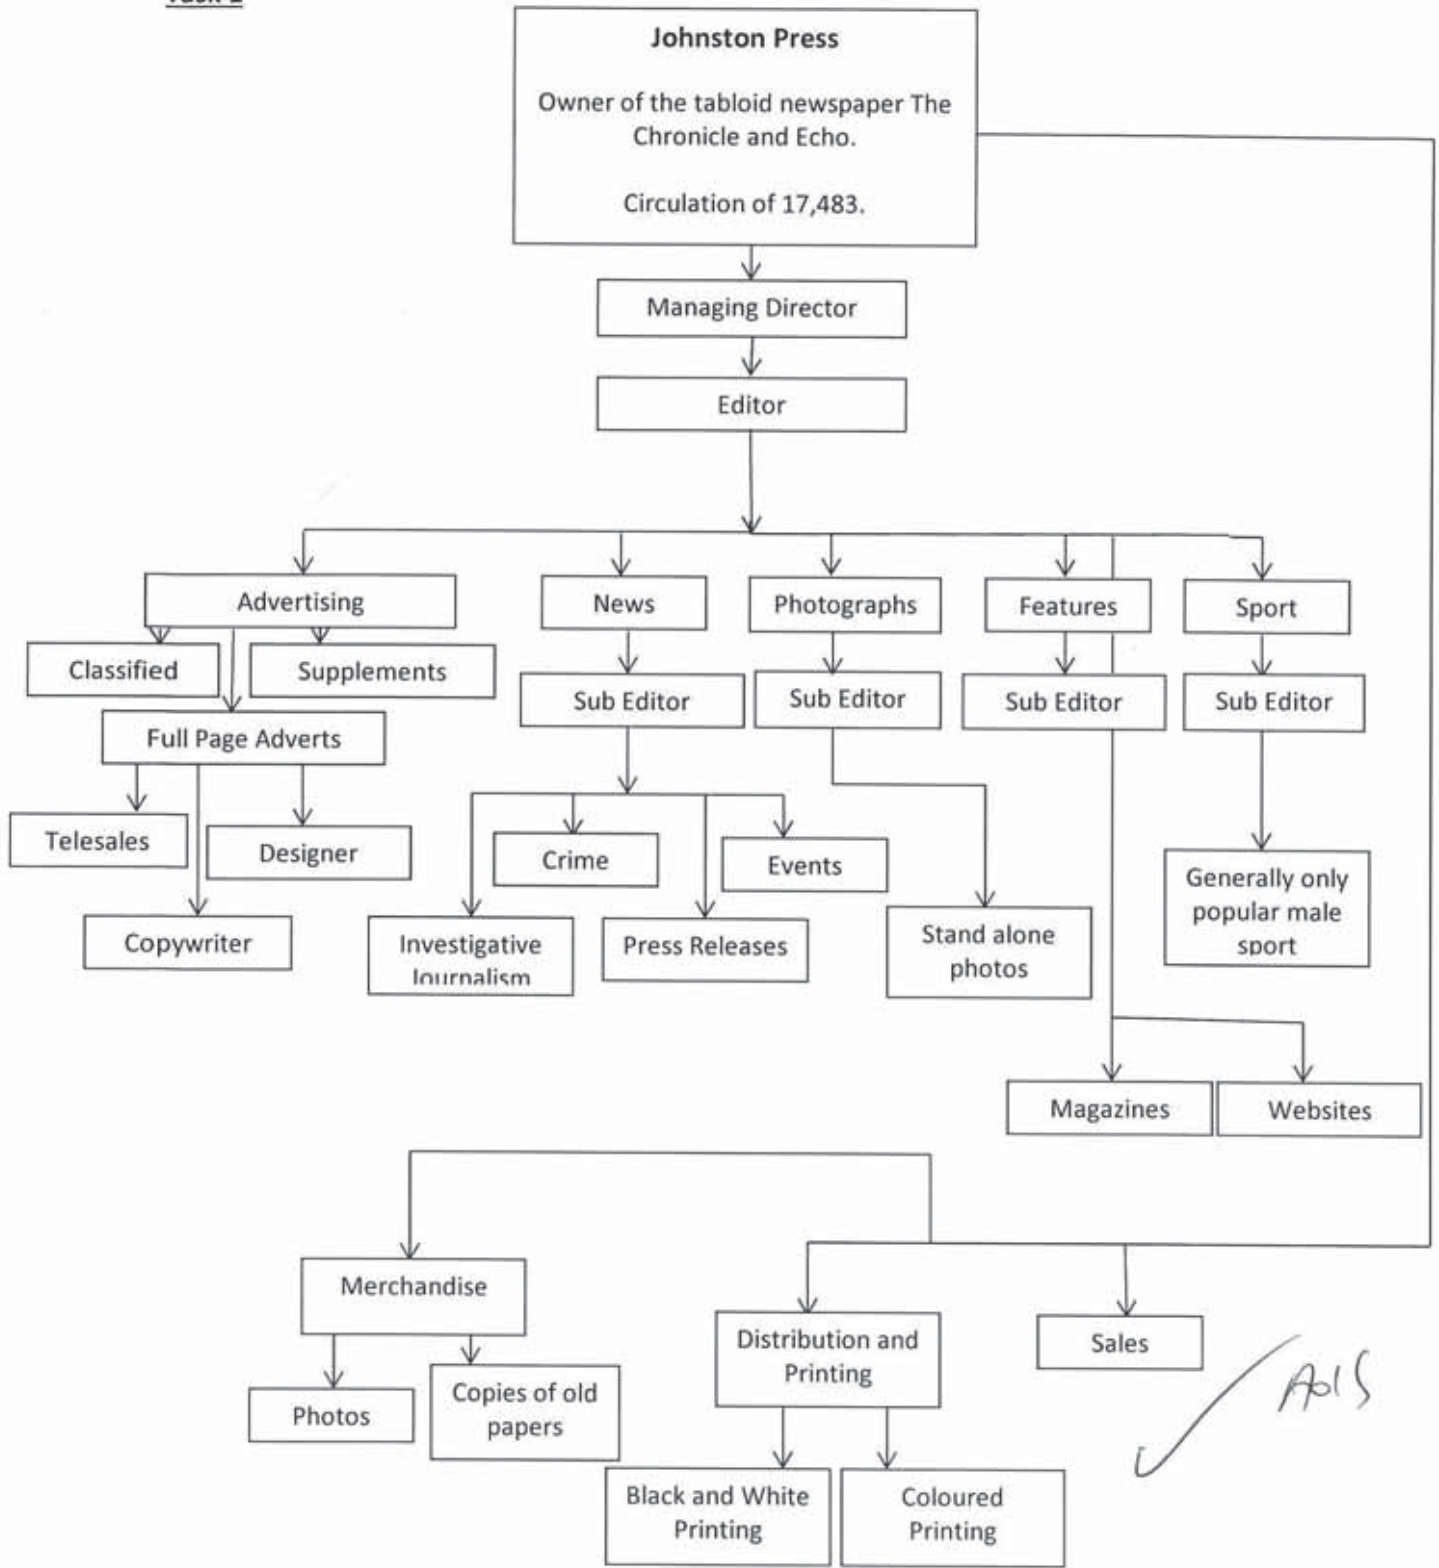 Task 1
Johnston Press
Owner of the tabloid newspaper The
Chronicle and Echo.
Circulation of 17,483.
Managing Director
Editor
Advertising
News
Photographs
Features
Sport
Classified
Supplements
Sub Editor
Sub Editor
Sub Editor
Sub Editor
Full Page Adverts
Telesales
Designer
Crime
Events
Generally only
popular male
sport
Copywriter
Investigative
Journalism
Press Releases
Stand alone
photos
Magazines
Websites
Merchandise
Distribution and
Printing
Sales
Photos
Copies of old
papers
Black and White
Printing
Coloured
Printing